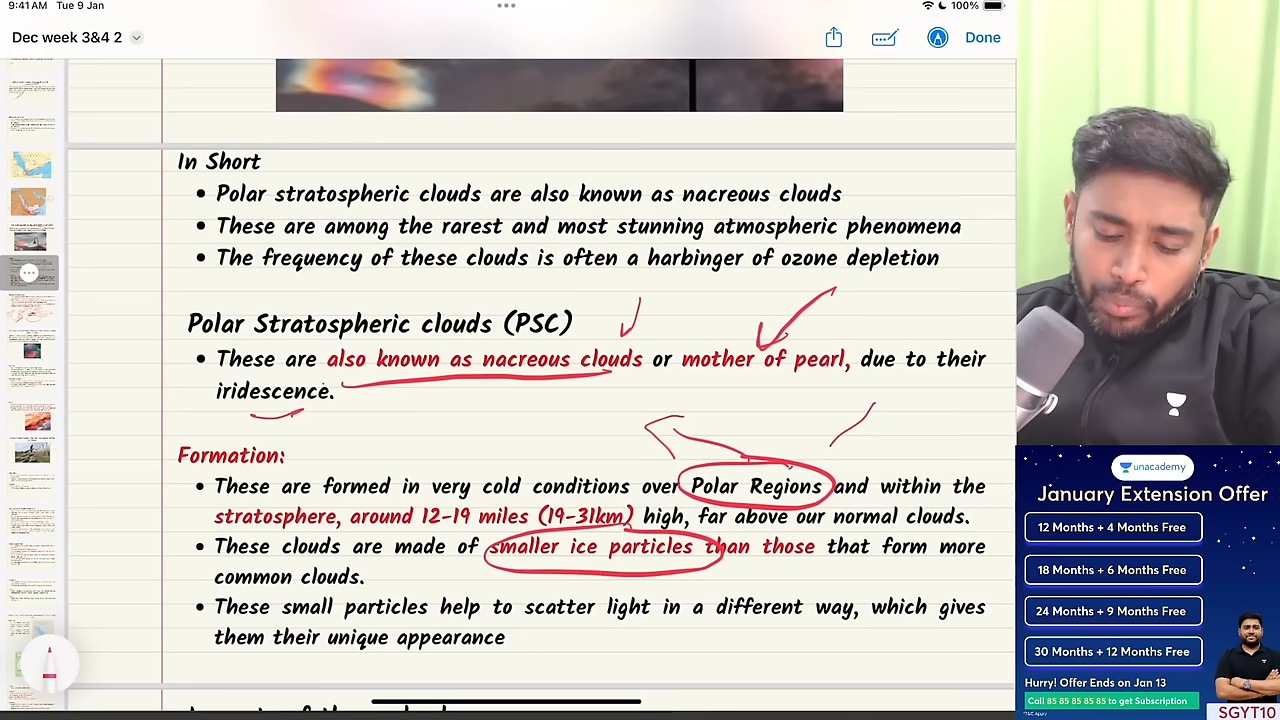 9:41 AM Tue 9 Jan
100%
Dec week 3&4 2
Done
In Short
• Polar stratospheric clouds are also known as nacreous clouds
• These are among the rarest and most stunning atmospheric phenomena
• The frequency of these clouds is often a harbinger of ozone depletion
Polar Stratospheric clouds (PSC)
• These are also known as nacreous clouds or mother of pearl, due to their
iridescence.
Formation:
• These are formed in very cold conditions over Polar Regions and within the
stratosphere, around 12- miles (19-31km) high, far above normal clouds.
• These clouds are made smaller ice particles those that more
common clouds.
• These small particles help to scatter light in a different way, which gives
them their unique appearance
unacademy
January Extension Offer
12 Months + 4 Months Free
18 Months + 6 Months Free
24 Months + 9 Months Free
30 Months + 12 Months Free
Hurry! Offer Ends on Jan 13
Call 85 85 85 85 85 to get Subscription
SGYT10